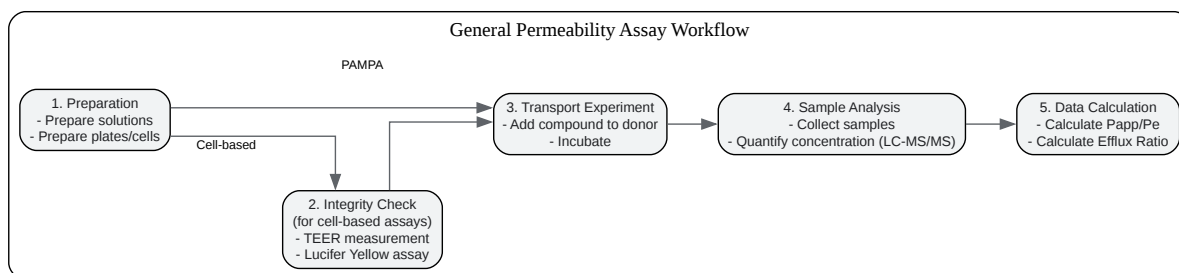 General Permeability Assay Workflow
PAMPA
1. Preparation
- Prepare solutions
- Prepare plates/cells
Cell-based
2. Integrity Check
(for cell-based assays)
- TEER measurement
- Lucifer Yellow assay
3. Transport Experiment
- Add compound to donor
- Incubate
4. Sample Analysis
- Collect samples
- Quantify concentration (LC-MS/MS)
5. Data Calculation
- Calculate Papp/Pe
- Calculate Efflux Ratio